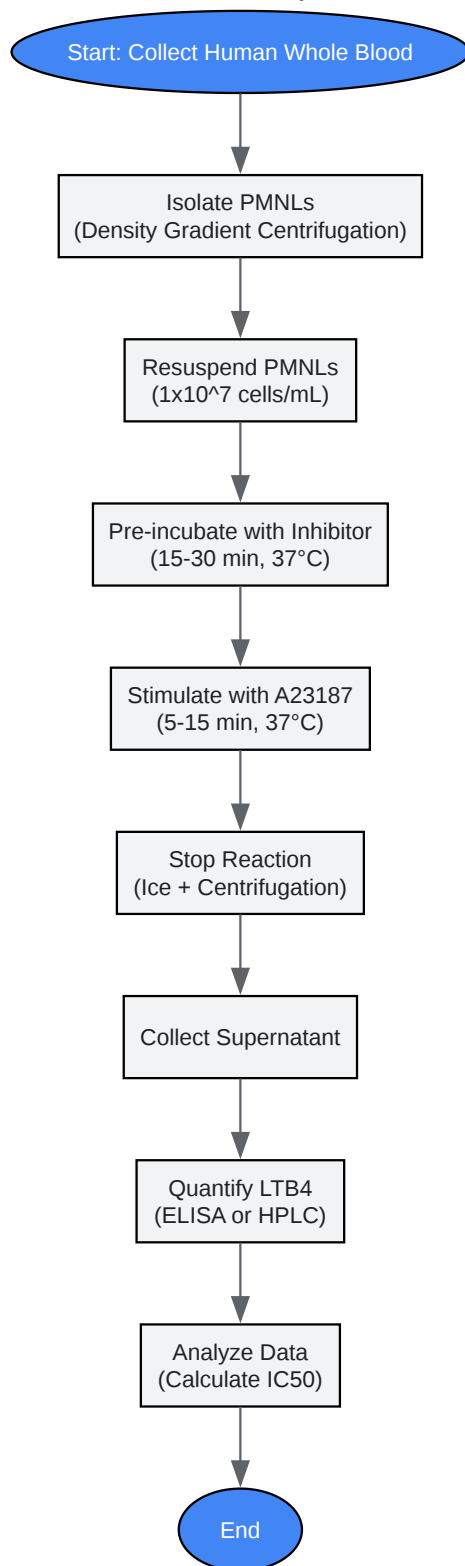 Start: Collect Human Whole Blood
Isolate PMNLs
(Density Gradient Centrifugation)
Resuspend PMNLs
(1x10^7 cells/mL)
Pre-incubate with Inhibitor
(15-30 min, 37°C)
Stimulate with A23187
(5-15 min, 37°C)
Stop Reaction
(Ice + Centrifugation)
Collect Supernatant
Quantify LTB4
(ELISA or HPLC)
Analyze Data
(Calculate IC50)
End